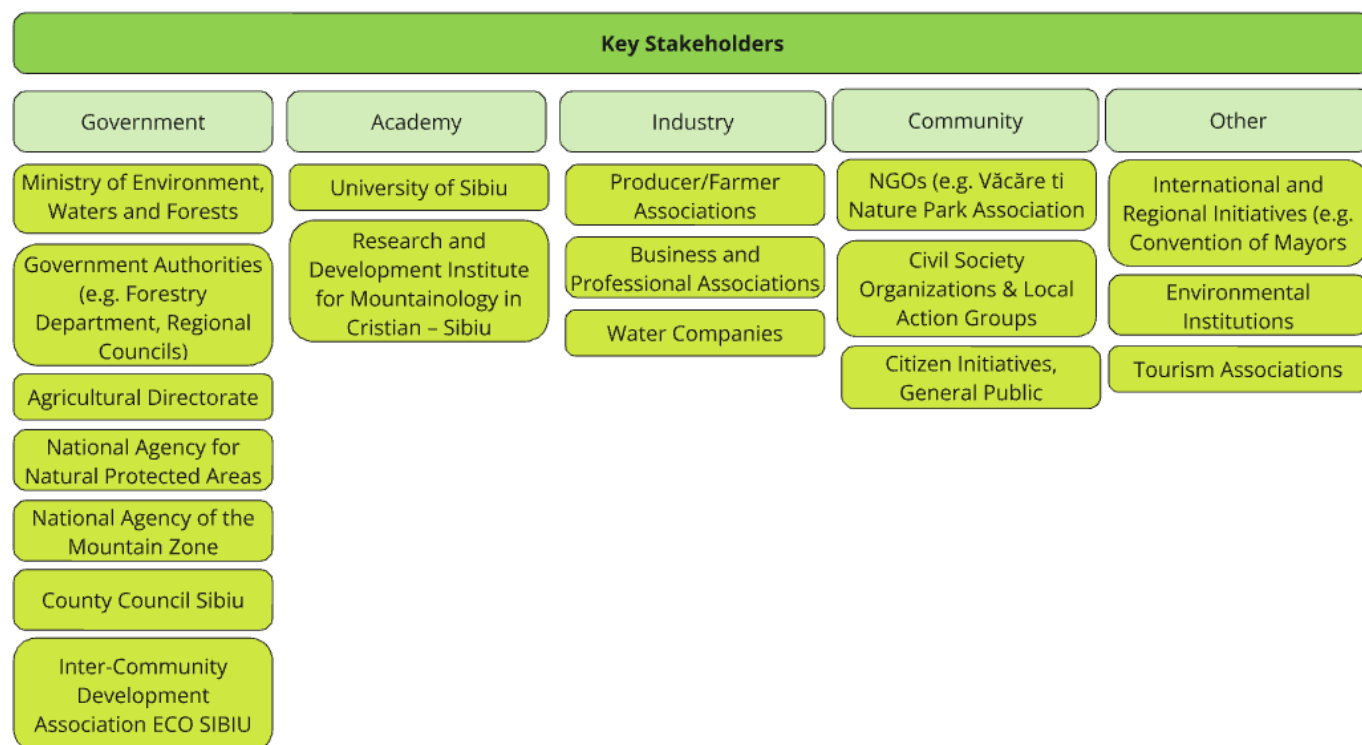 Key Stakeholders
Government
Ministry of Environment,
Waters and Forests
Government Authorities
(e.g. Forestry
Department, Regional
Councils)
Agricultural Directorate
National Agency for
Natural Protected Areas
National Agency of the
Mountain Zone
County Council Sibiu
Inter-Community
Development
Association ECO SIBIU
Academy
University of Sibiu
Research and
Development Institute
for Mountainology in
Cristian – Sibiu
Industry
Producer/Farmer
Associations
Business and
Professional Associations
Water Companies
Community
NGOs (e.g. Văcăre ti
Nature Park Association
Civil Society
Organizations & Local
Action Groups
Citizen Initiatives,
General Public
Other
International and
Regional Initiatives (e.g.
Convention of Mayors
Environmental
Institutions
Tourism Associations